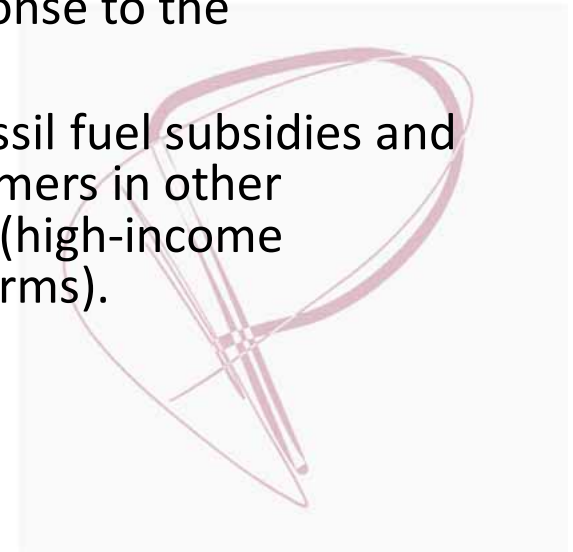 onse to the
ssil fuel subsidies and
mers in other
(high-income
rms).